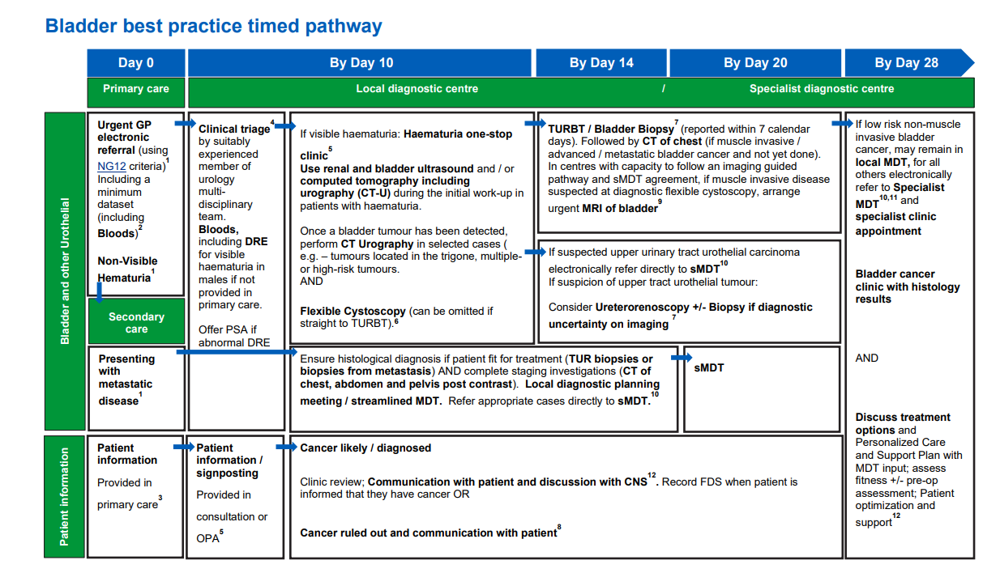 Bladder best practice timed pathway
Day 0
By Day 10
By Day 14
By Day 20
By Day 28
Primary care
Local diagnostic centre
/
Specialist diagnostic centre
Bladder and other Urothelial
Urgent GP
electronic
referral (using
NG12 criteria)1
Including a
minimum
dataset
(including
Bloods)2
Non-Visible
Hematuria1
Secondary
care
Presenting
with
metastatic
disease1
Clinical triage4
by suitably
experienced
member of
urology
multi-
disciplinary
team.
Bloods,
including DRE
for visible
haematuria in
males if not
provided in
primary care.
Offer PSA if
abnormal DRE
If visible haematuria: Haematuria one-stop
clinic5
Use renal and bladder ultrasound and / or
computed tomography including
urography (CT-U) during the initial work-up in
patients with haematuria.
Once a bladder tumour has been detected,
perform CT Urography in selected cases (
e.g. – tumours located in the trigone, multiple-
or high-risk tumours.
AND
Flexible Cystoscopy (can be omitted if
straight to TURBT).6
TURBT / Bladder Biopsy7 (reported within 7 calendar
days). Followed by CT of chest (if muscle invasive /
advanced / metastatic bladder cancer and not yet done).
In centres with capacity to follow an imaging guided
pathway and sMDT agreement, if muscle invasive disease
suspected at diagnostic flexible cystoscopy, arrange
urgent MRI of bladder9
If suspected upper urinary tract urothelial carcinoma
electronically refer directly to sMDT10
If suspicion of upper tract urothelial tumour:
Consider Ureterorenoscopy +/- Biopsy if diagnostic
uncertainty on imaging 7
Ensure histological diagnosis if patient fit for treatment (TUR biopsies or
biopsies from metastasis) AND complete staging investigations (CT of
chest, abdomen and pelvis post contrast). Local diagnostic planning
meeting / streamlined MDT. Refer appropriate cases directly to sMDT.10
sMDT
If low risk non-muscle
invasive bladder
cancer, may remain in
local MDT, for all
others electronically
refer to Specialist
MDT10,11 and
specialist clinic
appointment
Bladder cancer
clinic with histology
results
AND
Discuss treatment
options and
Personalized Care
and Support Plan with
MDT input; assess
fitness +/- pre-op
assessment; Patient
optimization and
support12
Patient information
Patient
information
Provided in
primary care3
Patient
information /
signposting
Provided in
consultation or
OPA5
Cancer likely / diagnosed
Clinic review; Communication with patient and discussion with CNS12. Record FDS when patient is
informed that they have cancer OR
Cancer ruled out and communication with patient8